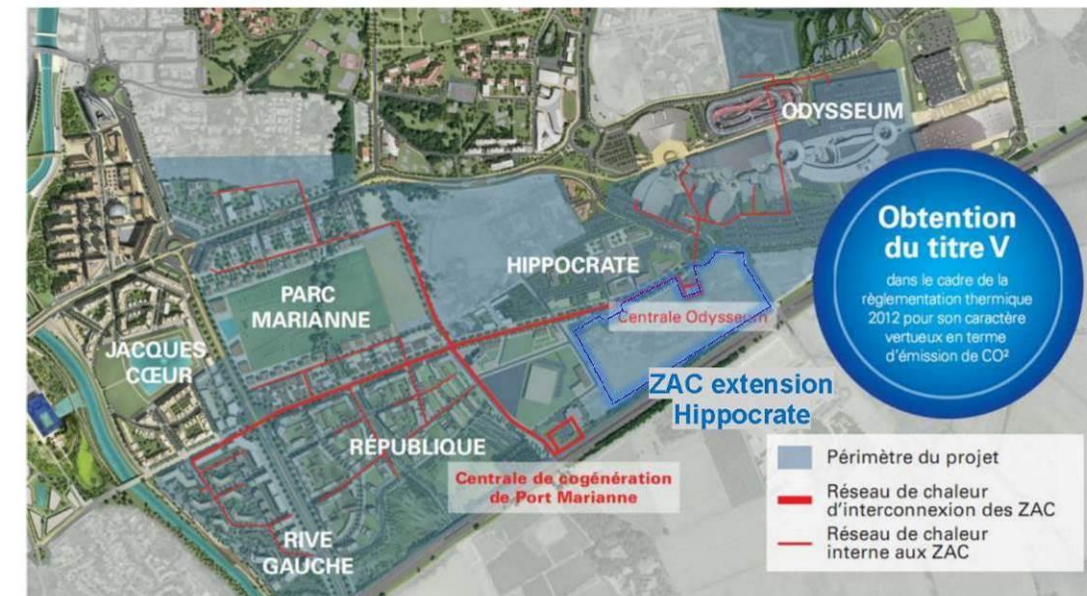 ODYSSEUM
Obtention
du titre V
dans le cadre de la
règlementation thermique
2012 pour son caractère
vertueux en terme
d'émission de CO²
HIPPOCRATE
PARC
MARIANNE
Centrale Odysseum
JACQUES
CŒUR
ZAC extension
Hippocrate
RÉPUBLIQUE
Centrale de cogénération
de Port Marianne
RIVE
GAUCHE
Périmètre du projet
Réseau de chaleur
d'interconnexion des ZAC
Réseau de chaleur
interne aux ZAC